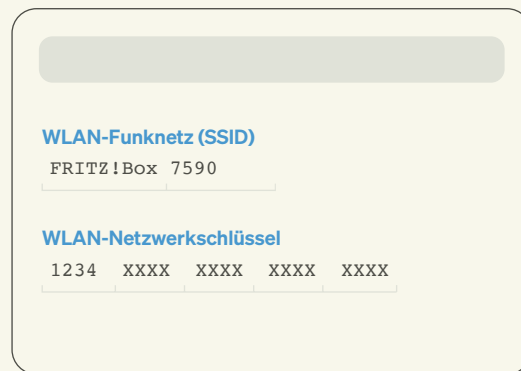 WLAN-Funknetz (SSID)
FRITZ!Box 7590
WLAN-Netzwerkschlüssel
1234 XXXX XXXX XXXX XXXX